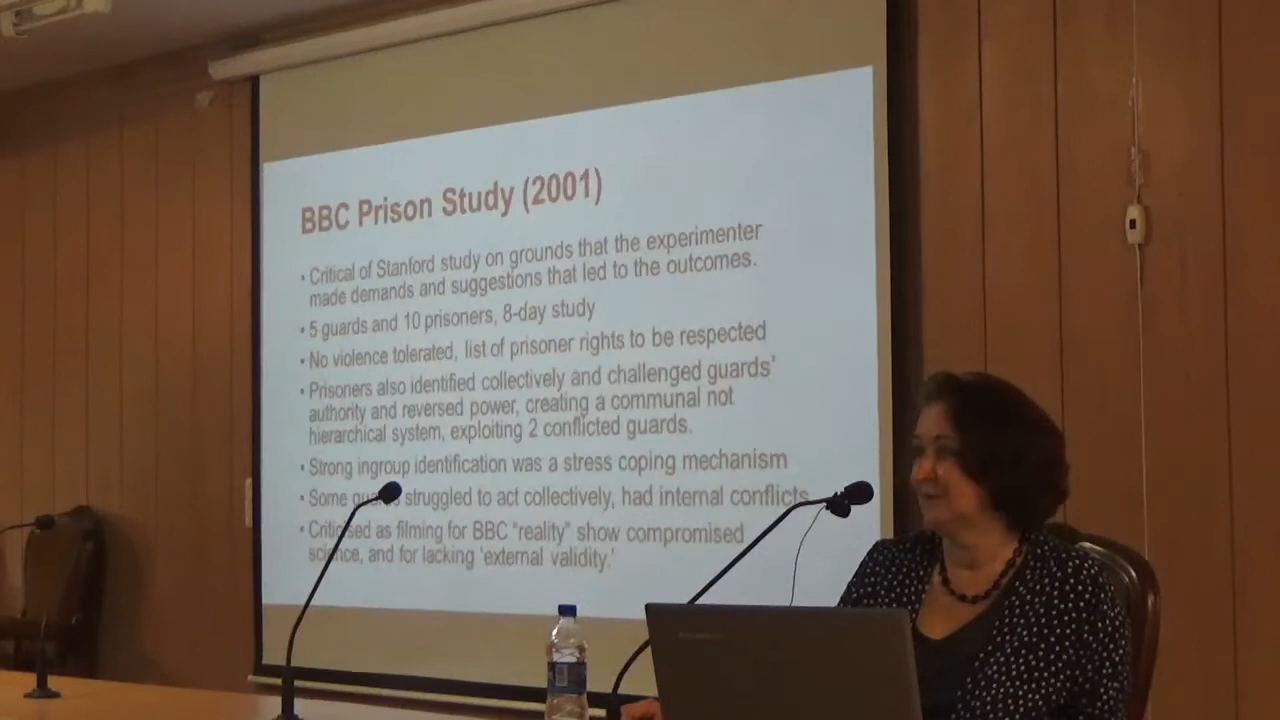 BBC Prison Study (2001)
• Critical of Stanford study on grounds that the experimenter
made demands and suggestions that led to the outcomes.
• 5 guards and 10 prisoners, 8-day study
• No violence tolerated, list of prisoner rights to be respected
• Prisoners also identified collectively and challenged guards'
authority and reversed power, creating a communal not
hierarchical system, exploiting 2 conflicted guards.
• Strong ingroup identification was a stress coping mechanism
• Some guards struggled to act collectively, had internal conflicts
• Criticised as filming for BBC "reality" show compromised
science, and for lacking 'external validity.'